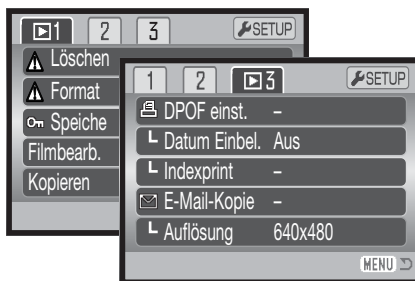 1 2 3 SETUP
Löschen
Format
Speiche
Filmbearb.
Kopieren
1 2 3 SETUP
DPOF einst. –
Datum Einbel. Aus
Indexprint –
E-Mail-Kopie –
Auflösung 640x480
MENU